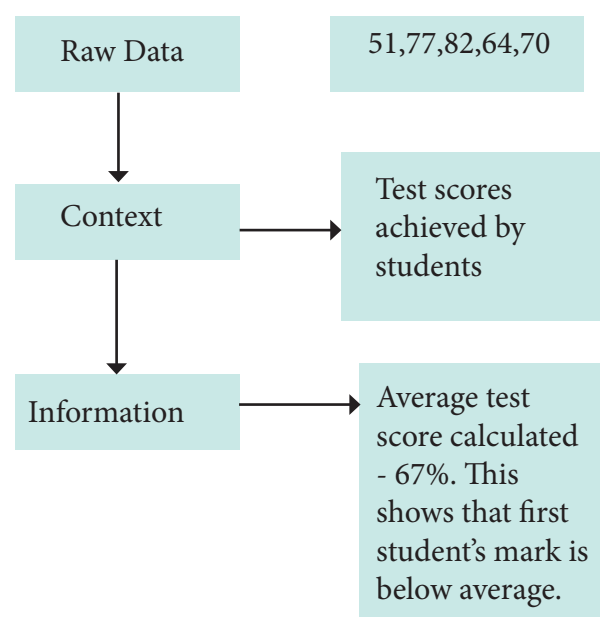 Raw Data
51,77,82,64,70
Context
Test scores
achieved by
students
Information
Average test
score calculated
- 67%. This
shows that first
student’s mark is
below average.